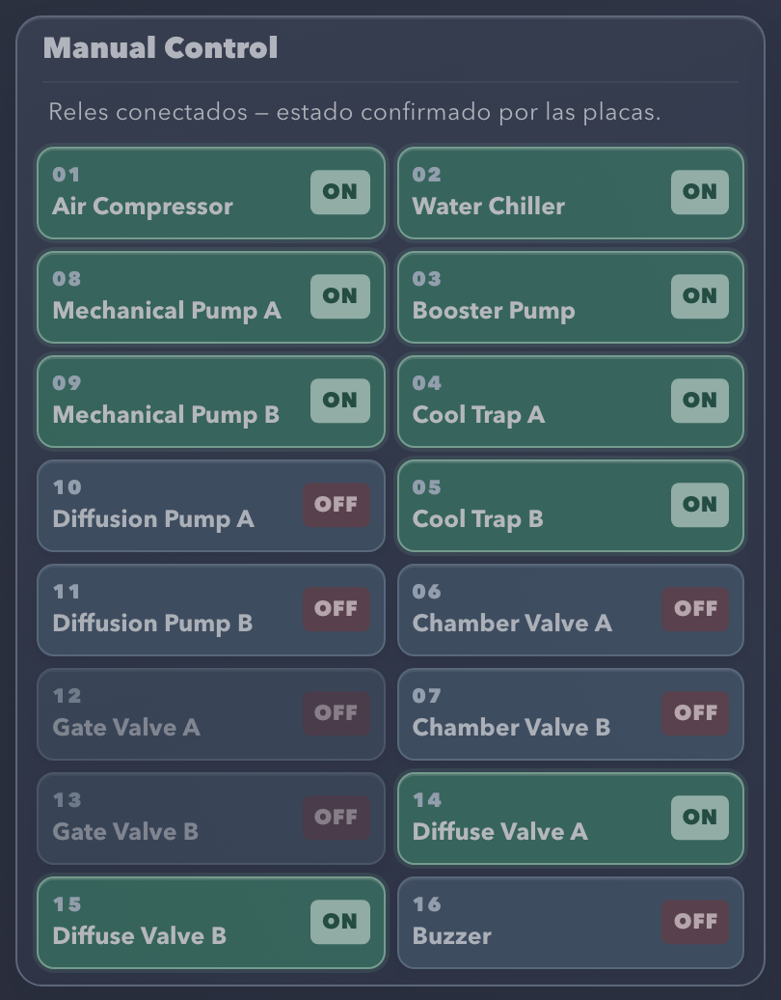 Manual Control
Reles conectados — estado confirmado por las placas.
01
Air Compressor
ON
02
Water Chiller
ON
08
Mechanical Pump A
ON
03
Booster Pump
ON
09
Mechanical Pump B
ON
04
Cool Trap A
ON
10
Diffusion Pump A
OFF
05
Cool Trap B
ON
11
Diffusion Pump B
OFF
06
Chamber Valve A
OFF
12
Gate Valve A
OFF
07
Chamber Valve B
OFF
13
Gate Valve B
OFF
14
Diffuse Valve A
ON
15
Diffuse Valve B
ON
16
Buzzer
OFF